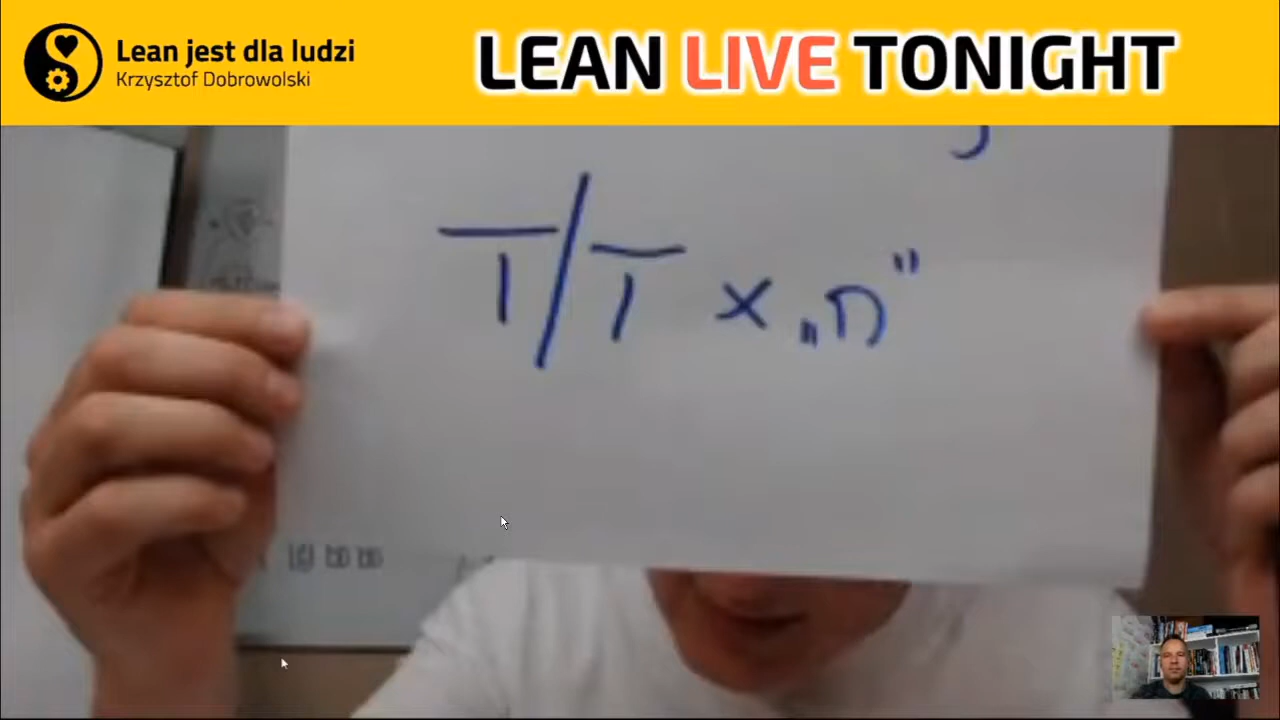 Lean jest dla ludzi
Krzysztof Dobrowolski
LEAN LIVE TONIGHT
T/T x „n”